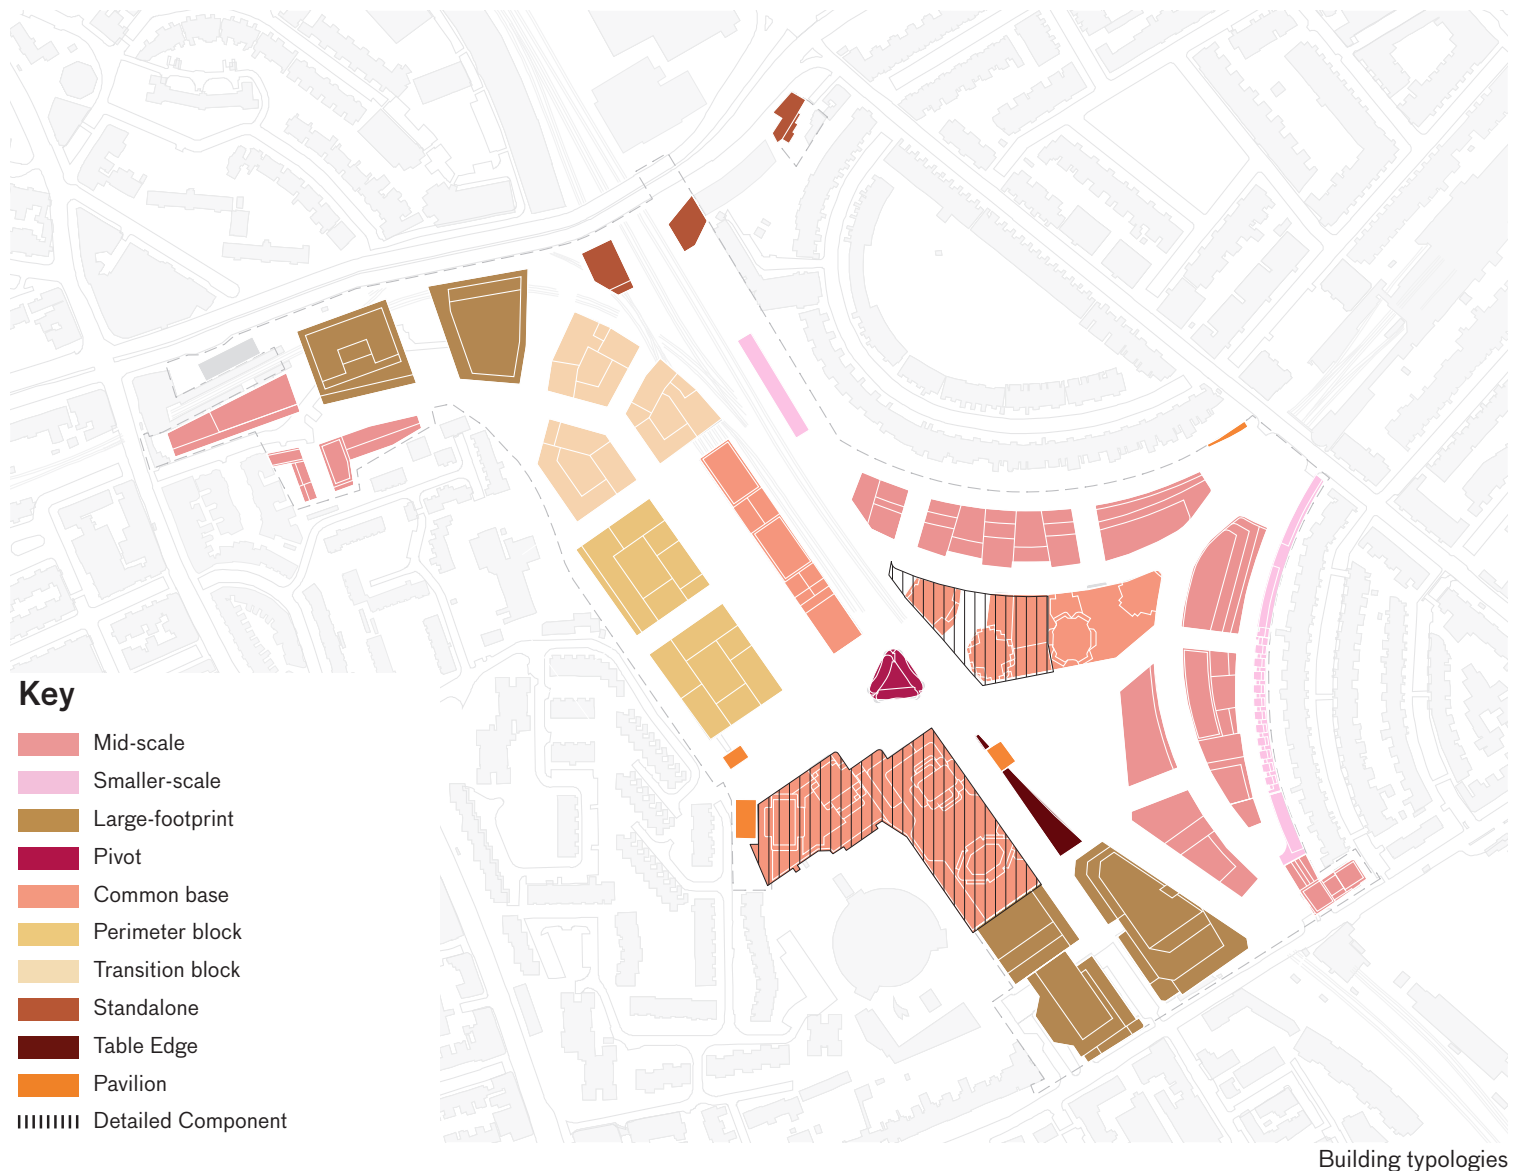 Key
Mid-scale
Smaller-scale
Large-footprint
Pivot
Common base
Perimeter block
Transition block
Standalone
Table Edge
Pavilion
Detailed Component
Building typologies